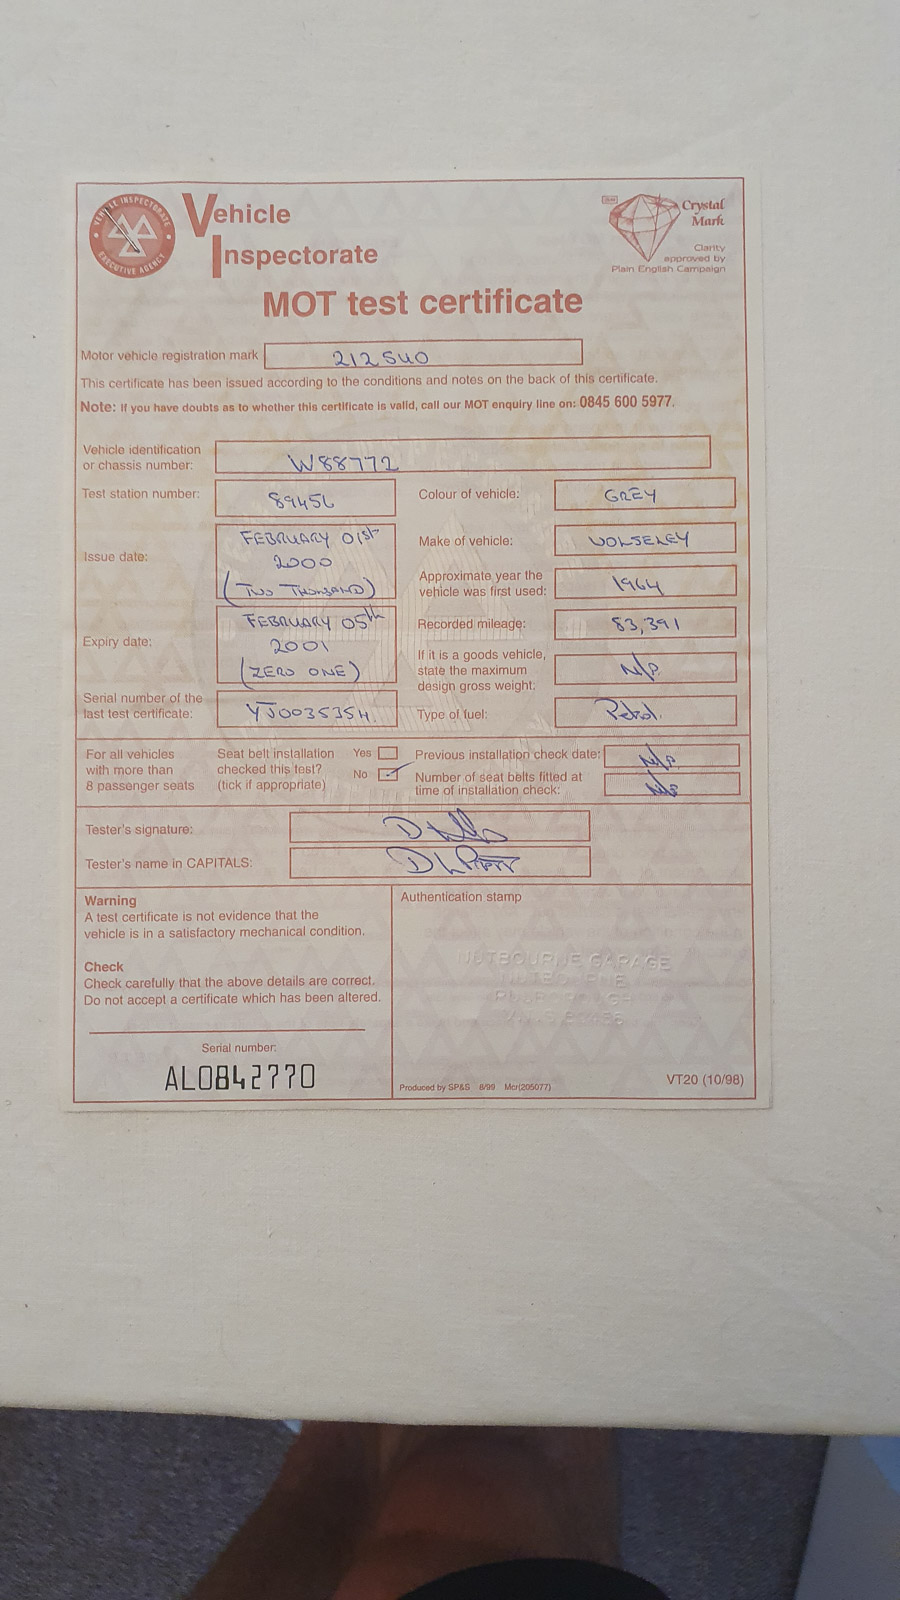 VEHICLE INSPECTORATE
EXECUTIVE AGENCY
Vehicle
Inspectorate
Crystal
Mark
Clarity
approved by
Plain English Campaign
MOT test certificate
Motor vehicle registration mark 212 SUO
This certificate has been issued according to the conditions and notes on the back of this certificate.
Note: If you have doubts as to whether this certificate is valid, call our MOT enquiry line on: 0845 600 5977.
Vehicle identification
or chassis number: W88772
Test station number: 89456
Colour of vehicle: GREY
Issue date: FEBRUARY 01st
2000
(TWO THOUSAND)
Make of vehicle: WOLSELEY
Approximate year the
vehicle was first used: 1964
Expiry date: FEBRUARY 05th
2001
(ZERO ONE)
Recorded mileage: 83,391
If it is a goods vehicle,
state the maximum
design gross weight: N/A
Serial number of the
last test certificate: YJ0035354
Type of fuel: Petrol.
For all vehicles
with more than
8 passenger seats
Seat belt installation
checked this test?
(tick if appropriate)
Yes
No
Previous installation check date: N/A
Number of seat belts fitted at
time of installation check: N/A
Tester's signature:
Tester's name in CAPITALS:
Warning
A test certificate is not evidence that the
vehicle is in a satisfactory mechanical condition.
Check
Check carefully that the above details are correct.
Do not accept a certificate which has been altered.
Serial number:
AL0842770
Authentication stamp
NUTBOURNE GARAGE
NUTBOURNE
Produced by SP&S 8/99 Mcr(205077)
VT20 (10/98)